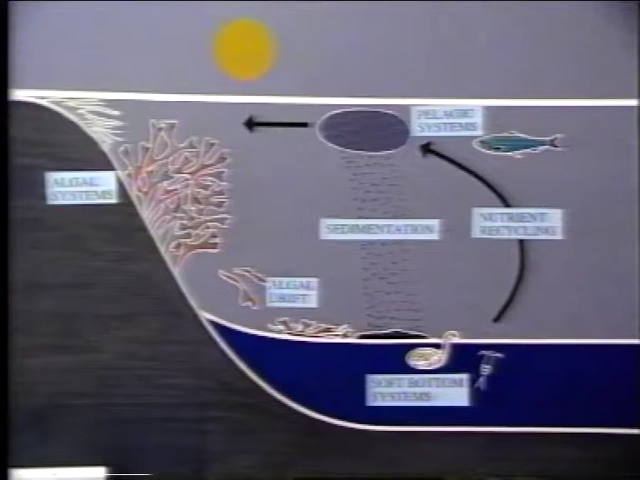 PELAGIC
SYSTEMS
ALGAL
SYSTEMS
NUTRIENT
RECYCLING
SEDIMENTATION
ALGAL
DRIFT
SOFT BOTTOM
SYSTEMS